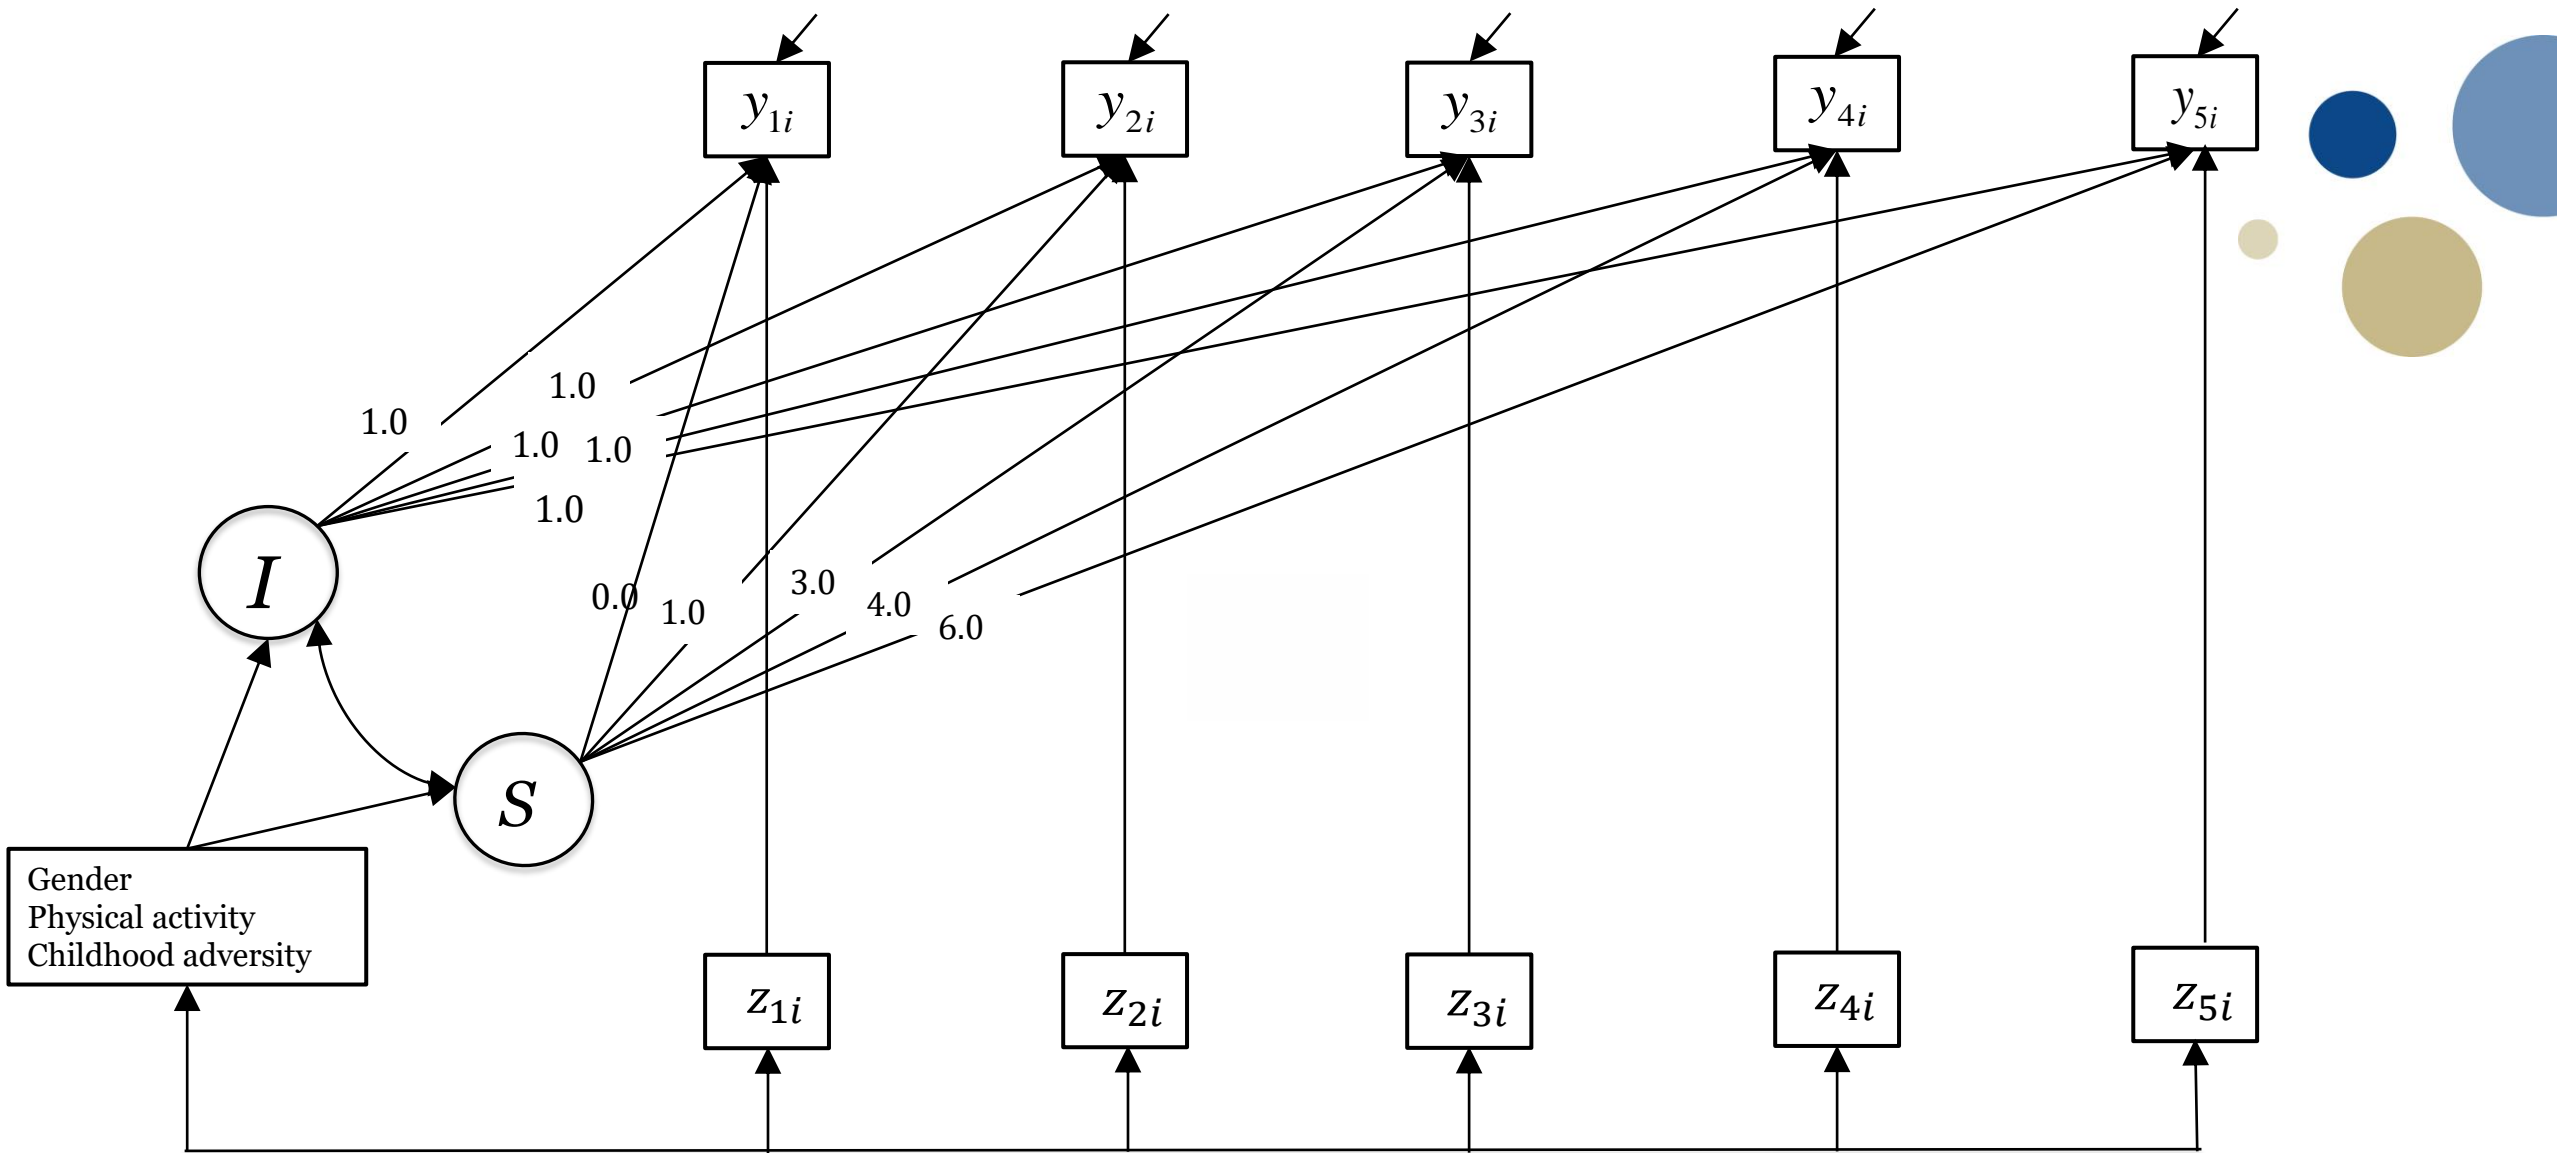 y1i
y2i
y3i
y4i
y5i
1.0
1.0
1.0 1.0
1.0
I
0.0 1.0 3.0 4.0 6.0
S
Gender
Physical activity
Childhood adversity
z1i
z2i
z3i
z4i
z5i